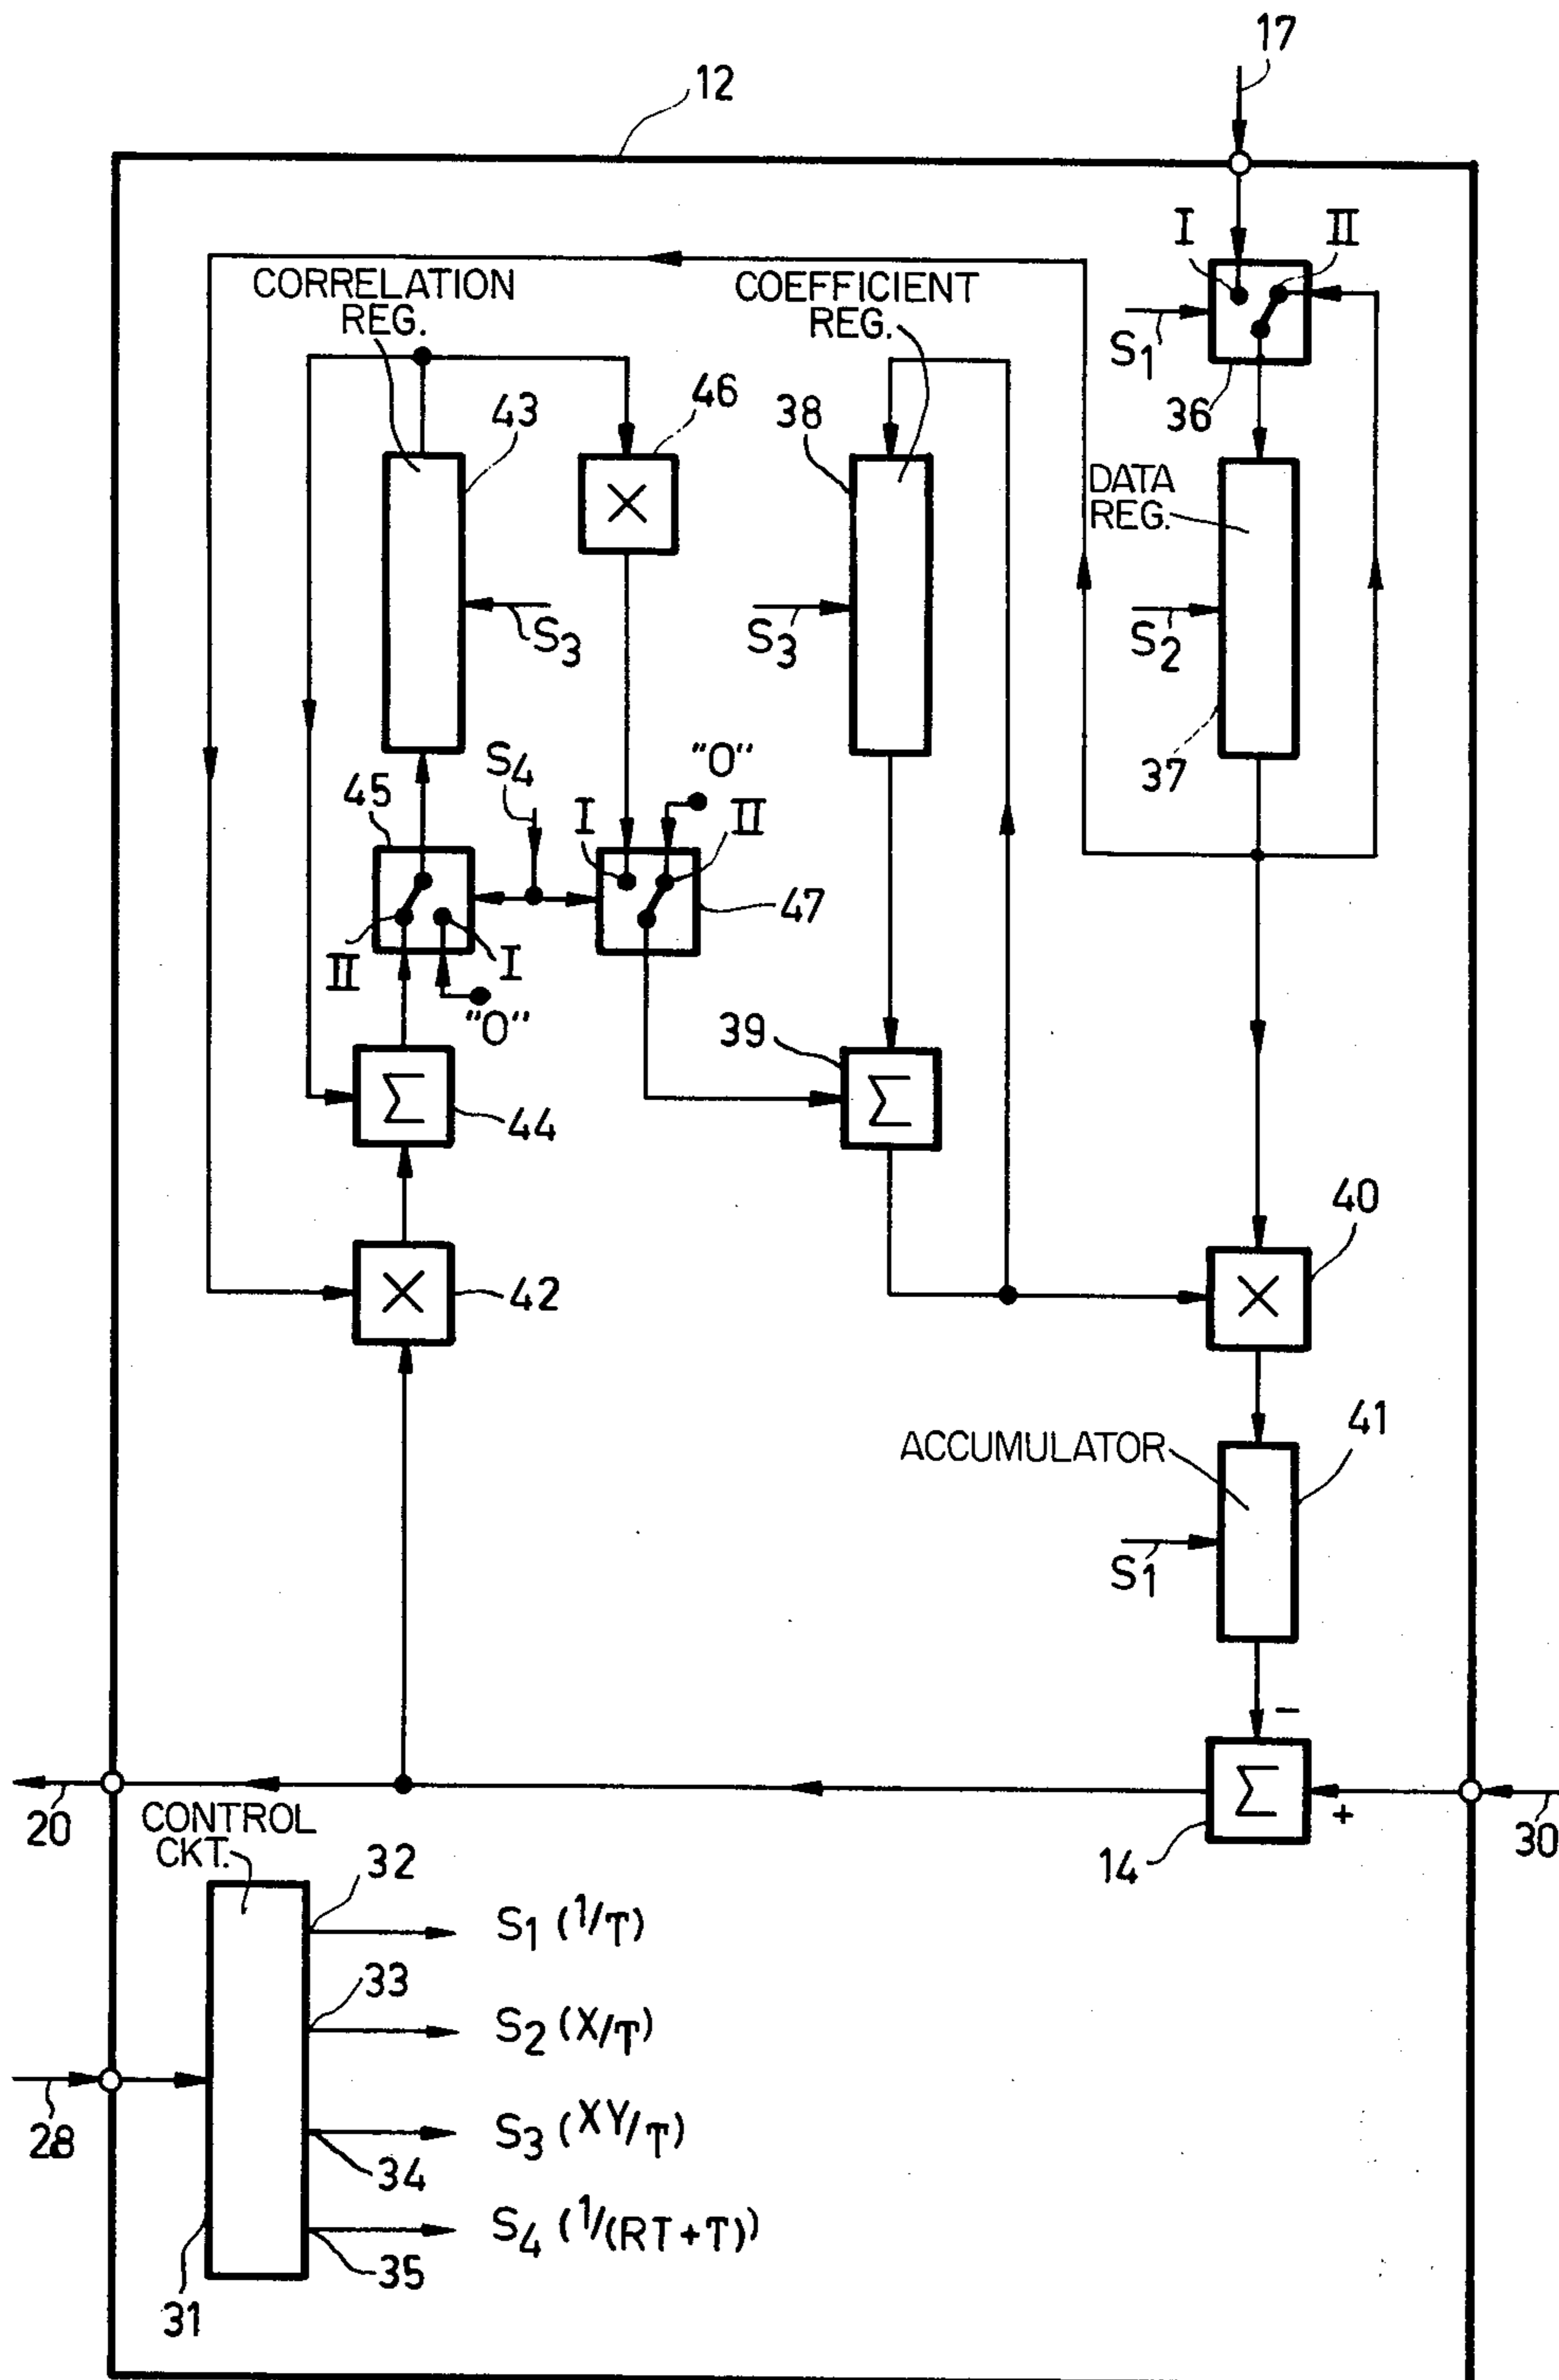 17
12
I II
CORRELATION
REG.
COEFFICIENT
REG.
S1
36
46
43
38
DATA
REG.
S3
S3
S2
37
"0"
S4
45
I II
47
II I
"0"
39
Σ
Σ
44
40
×
×
×
42
ACCUMULATOR
41
S1
−
Σ
+
20
30
14
CONTROL
CKT.
32
S1 (1/T)
33
S2 (X/T)
28
S3 (XY/T)
34
S4 (1/(RT+T))
35
31